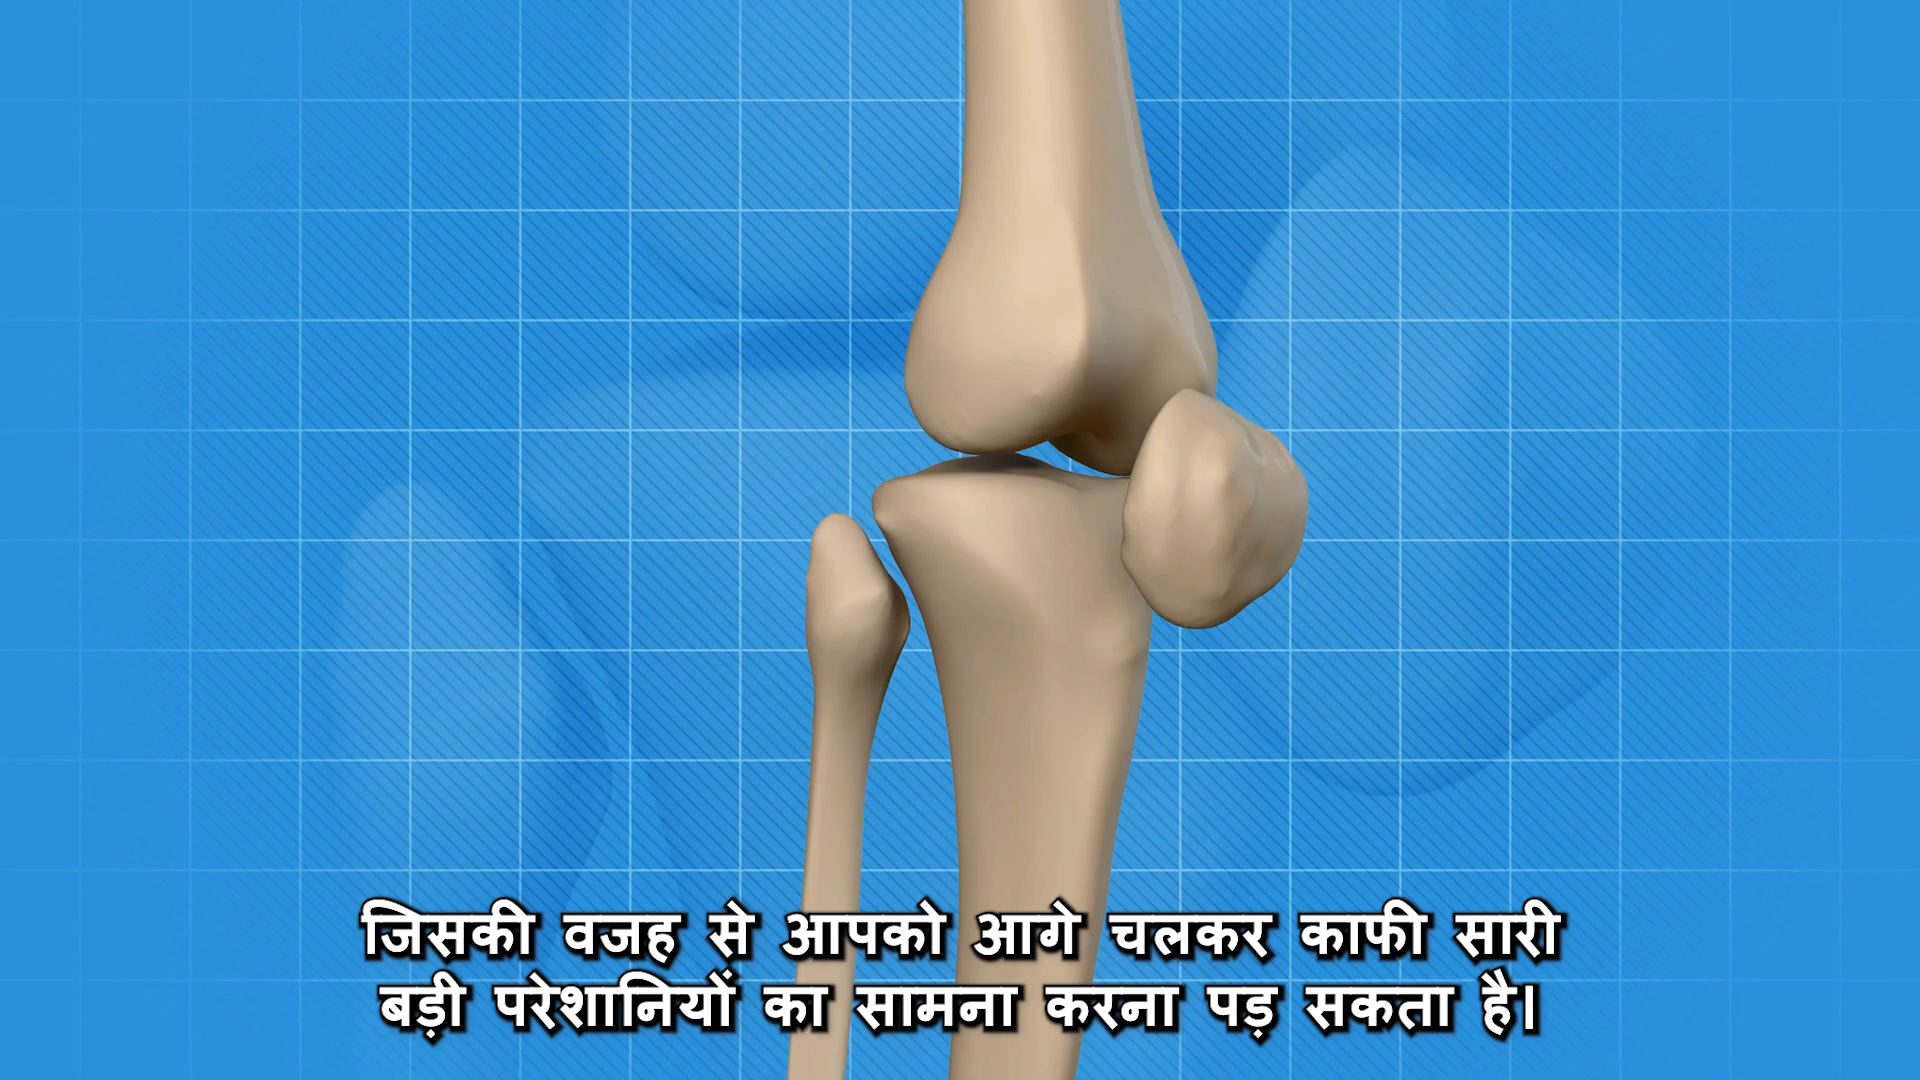 जिसकी वजह से आपको आगे चलकर काफी सारी
बड़ी परेशानियों का सामना करना पड़ सकता है।